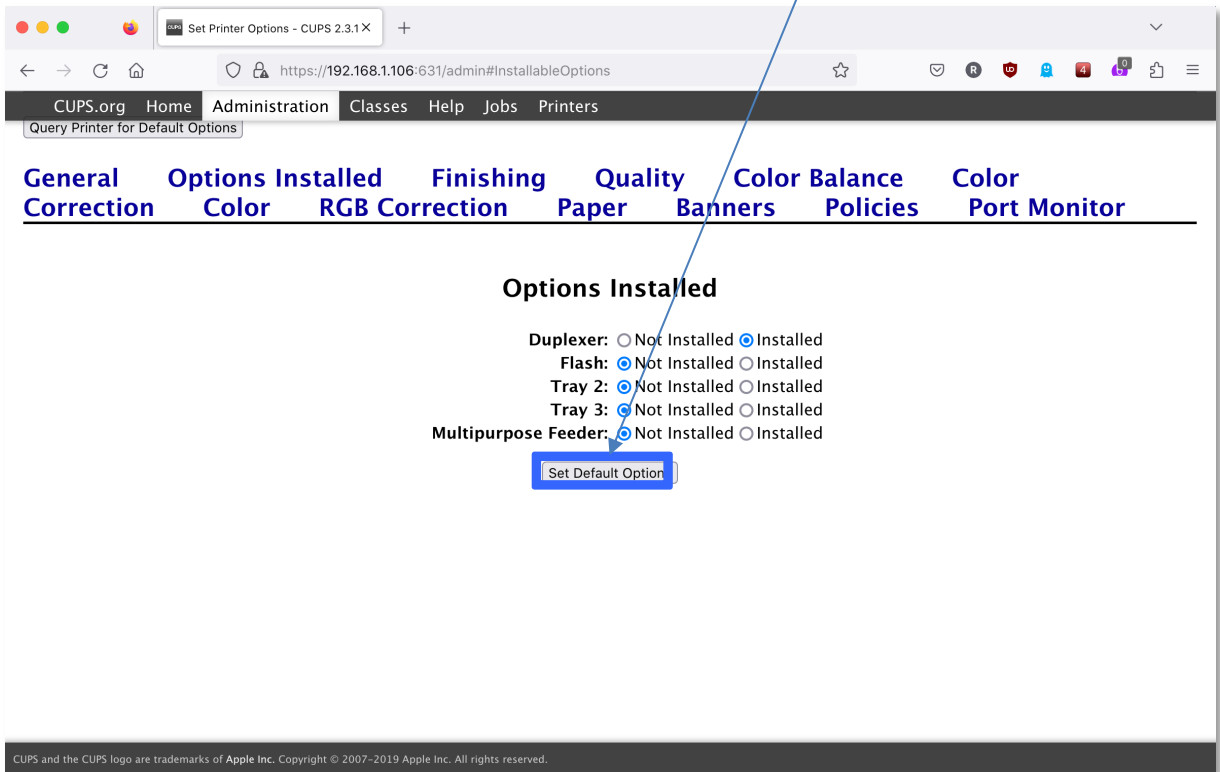 CUPS Set Printer Options - CUPS 2.3.1
https://192.168.1.106:631/admin#InstallableOptions R 4 0
CUPS.org Home Administration Classes Help Jobs Printers
Query Printer for Default Options
General Options Installed Finishing Quality Color Balance Color
Correction Color RGB Correction Paper Banners Policies Port Monitor
Options Installed
Duplexer: Not Installed Installed
Flash: Not Installed Installed
Tray 2: Not Installed Installed
Tray 3: Not Installed Installed
Multipurpose Feeder: Not Installed Installed
Set Default Option
CUPS and the CUPS logo are trademarks of Apple Inc. Copyright © 2007-2019 Apple Inc. All rights reserved.